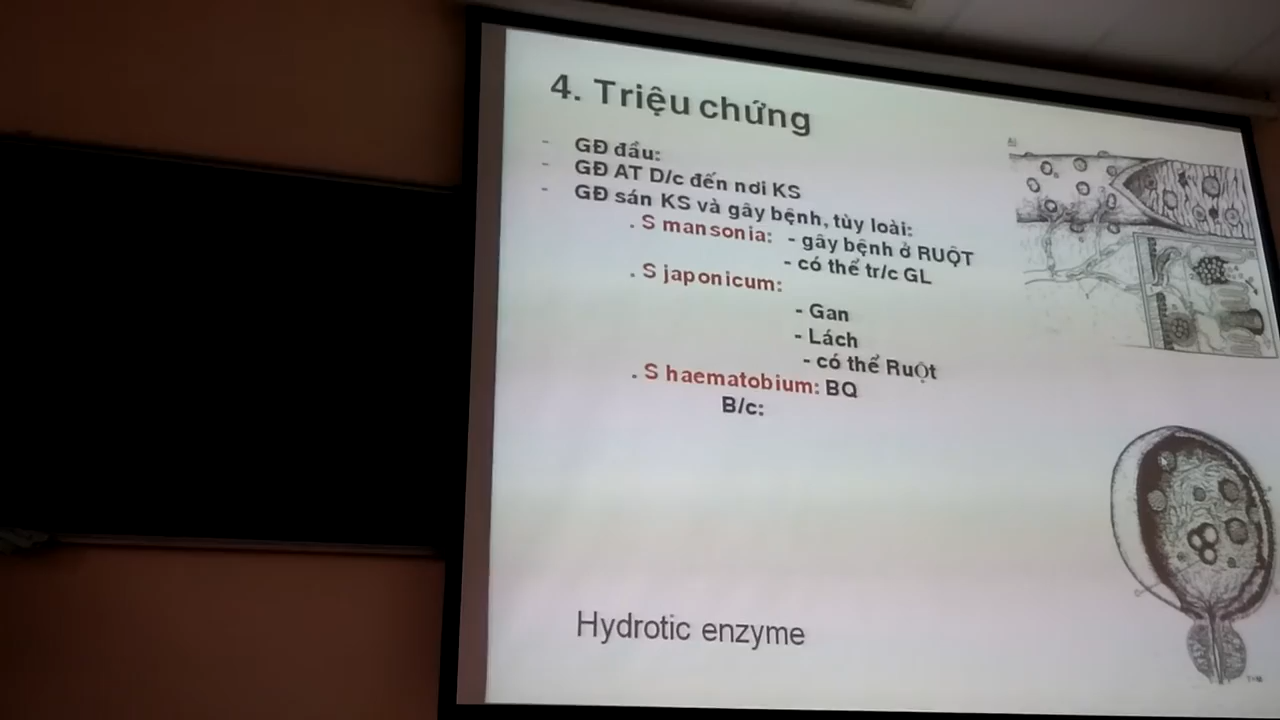 4. Triệu chứng
- GĐ đầu:
- GĐ AT D/c đến nơi KS
- GĐ sán KS và gây bệnh, tùy loài:
. S mansonia: - gây bệnh ở RUỘT
- có thể tr/c GL
. S japonicum:
- Gan
- Lách
- có thể Ruột
. S haematobium: BQ
B/c:
Hydrotic enzyme